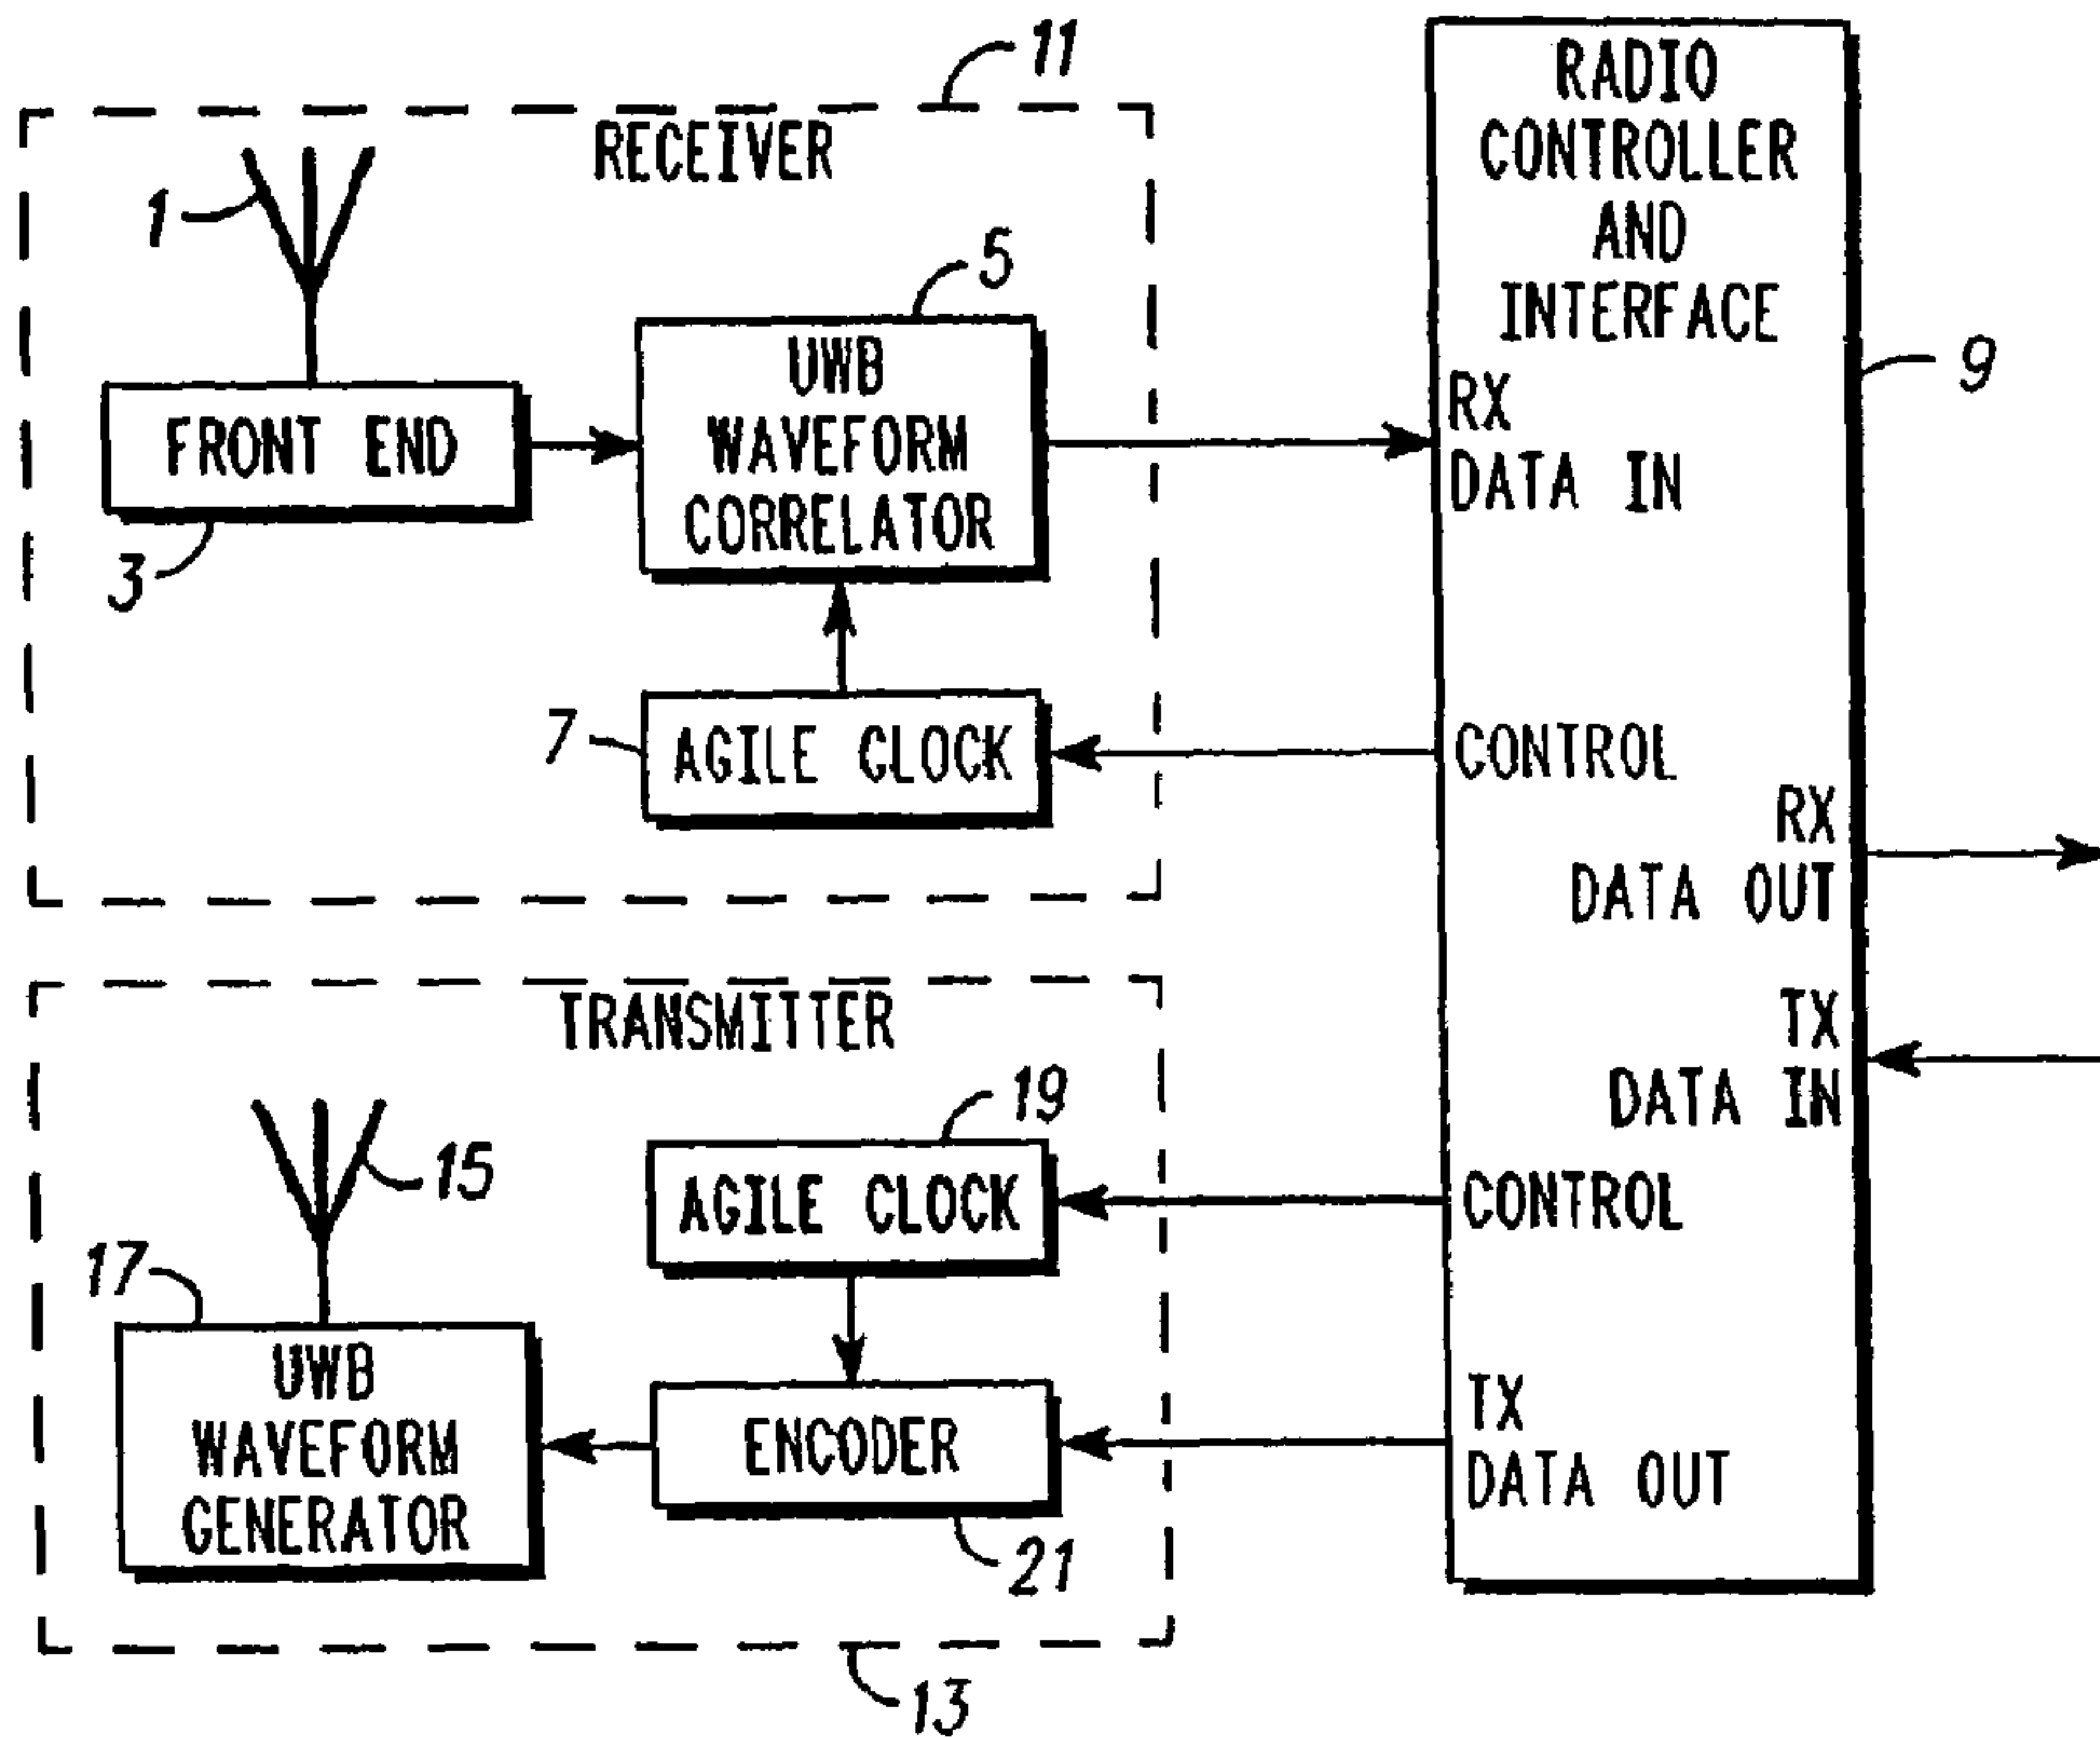 11
RECEIVER
1
5
UWB
WAVEFORM
CORRELATOR
FRONT END
3
7
AGILE CLOCK
RADIO
CONTROLLER
AND
INTERFACE
9
RX
DATA IN
CONTROL
RX
DATA OUT
TX
DATA IN
CONTROL
TX
DATA OUT
TRANSMITTER
19
AGILE CLOCK
15
17
UWB
WAVEFORM
GENERATOR
ENCODER
21
13